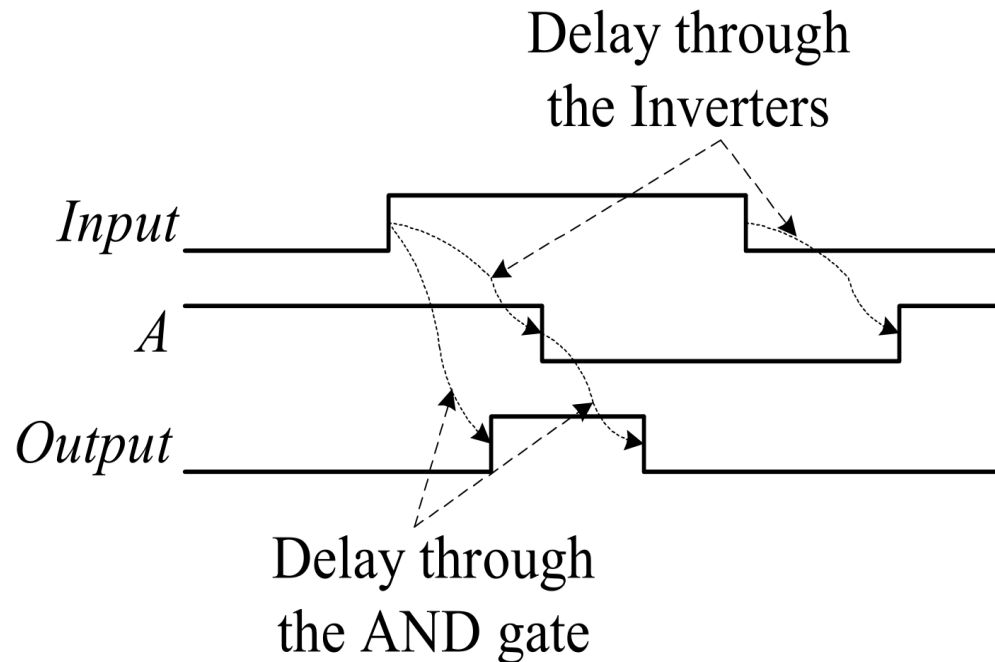 Delay through
the Inverters
Input
A
Output
Delay through
the AND gate